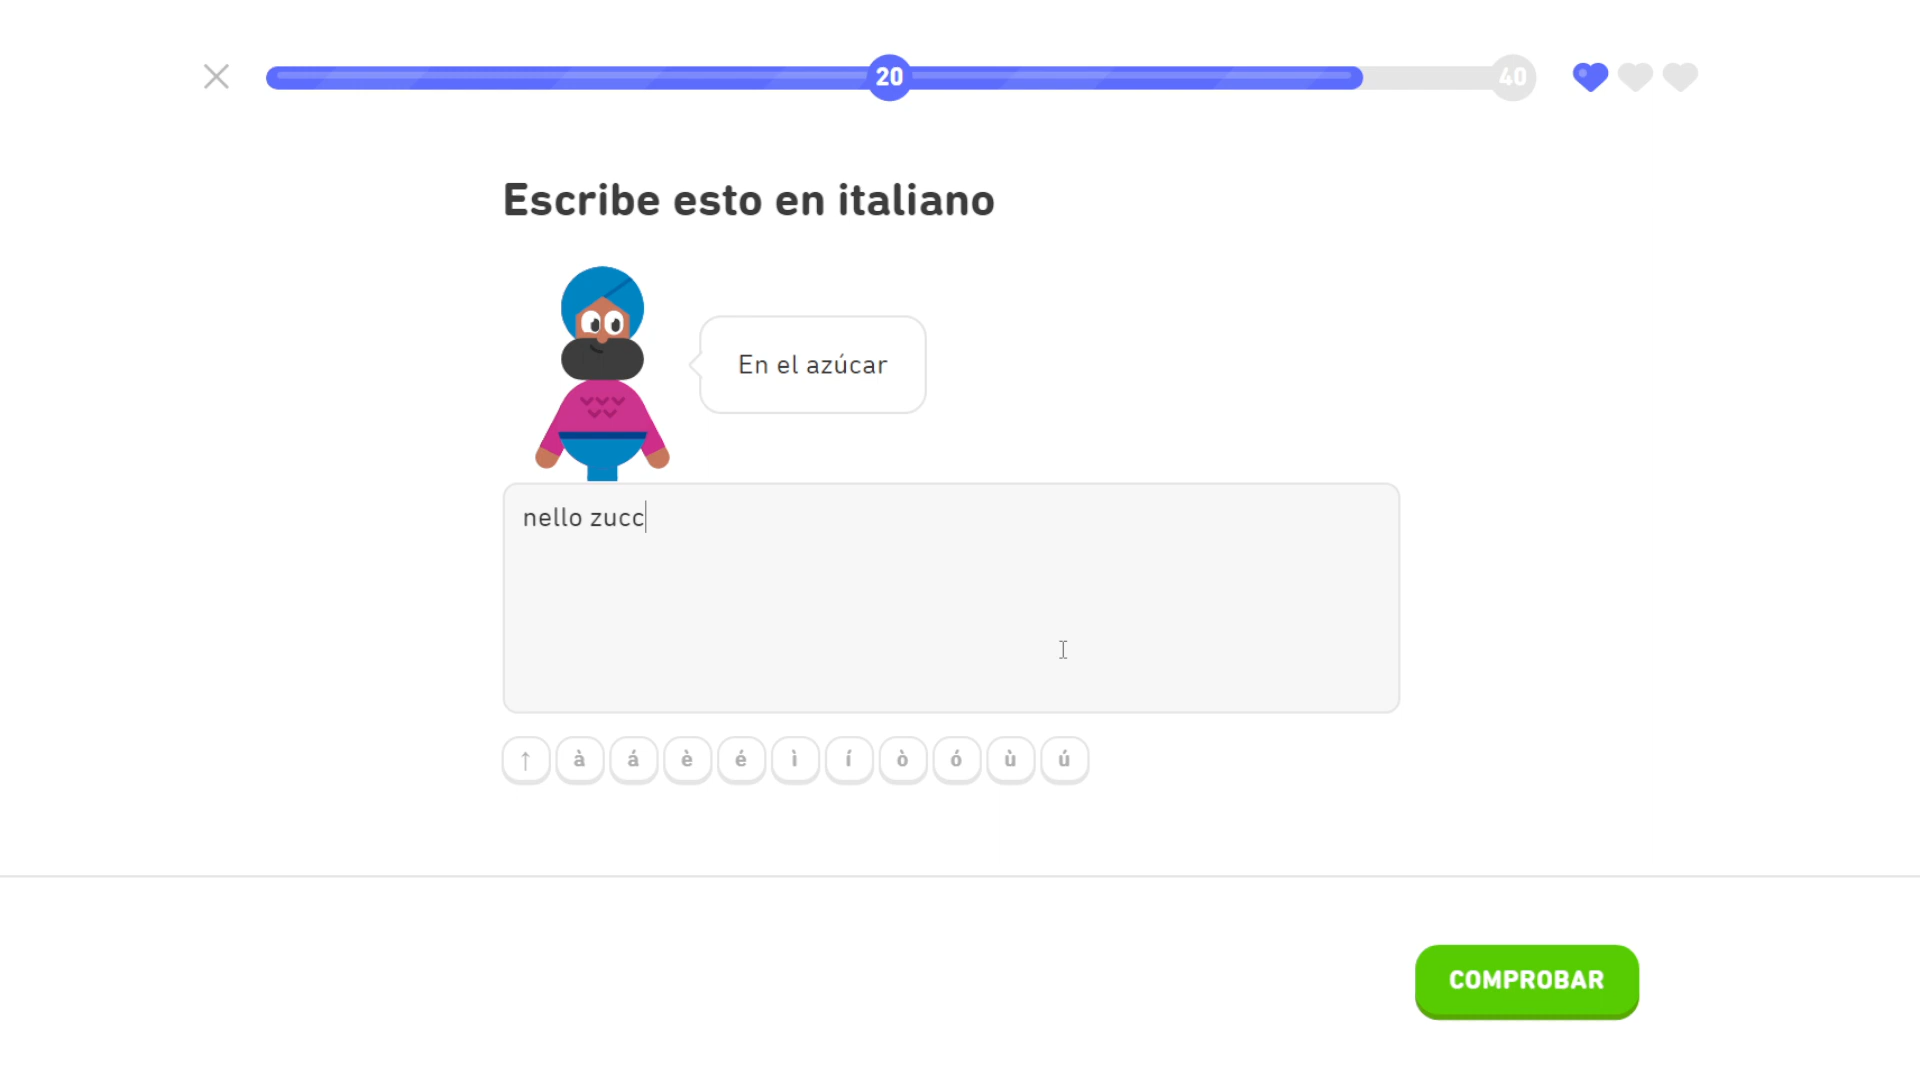 20
40
Escribe esto en italiano
En el azúcar
nello zucc
↑ à á è é ì í ò ó ù ú
COMPROBAR